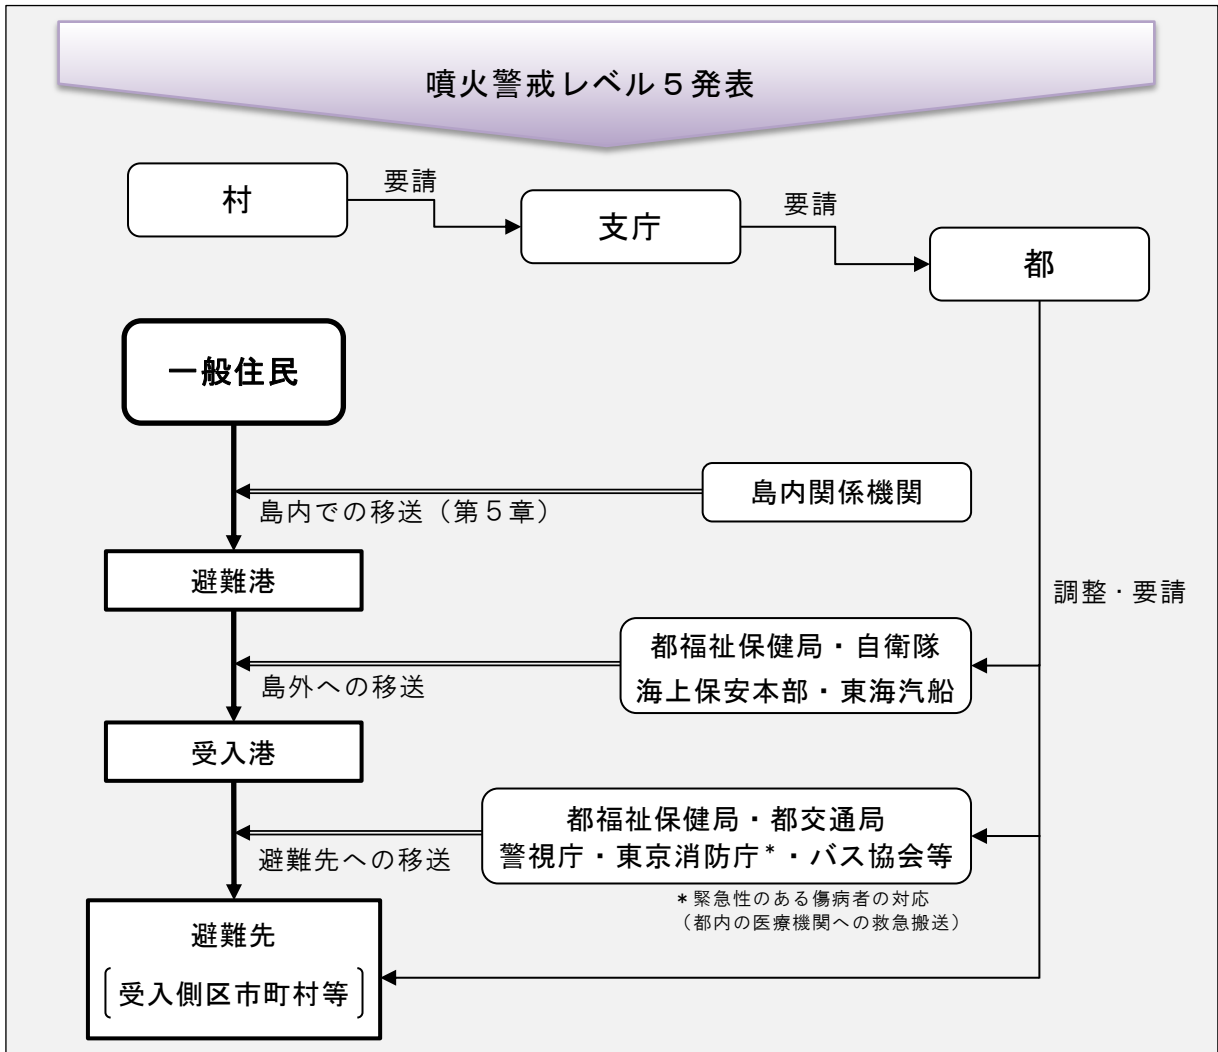 噴火警戒レベル５発表
村
要請
支庁
要請
都
一般住民
島内関係機関
島内での移送（第５章）
避難港
調整・要請
都福祉保健局・自衛隊
海上保安本部・東海汽船
島外への移送
受入港
都福祉保健局・都交通局
警視庁・東京消防庁*・バス協会等
避難先への移送
*緊急性のある傷病者の対応
（都内の医療機関への救急搬送）
避難先
〔受入側区市町村等〕